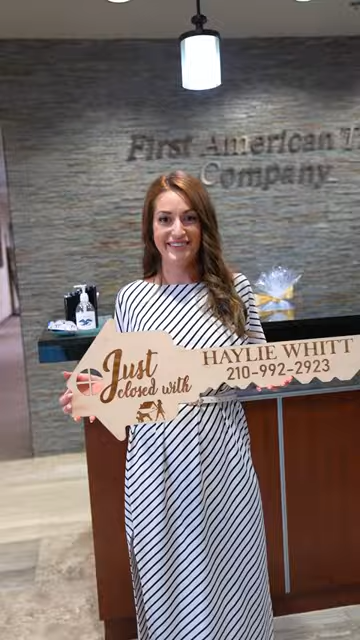 First American Ti
Company
Just
closed with
HAYLIE WHITT
210-992-2923